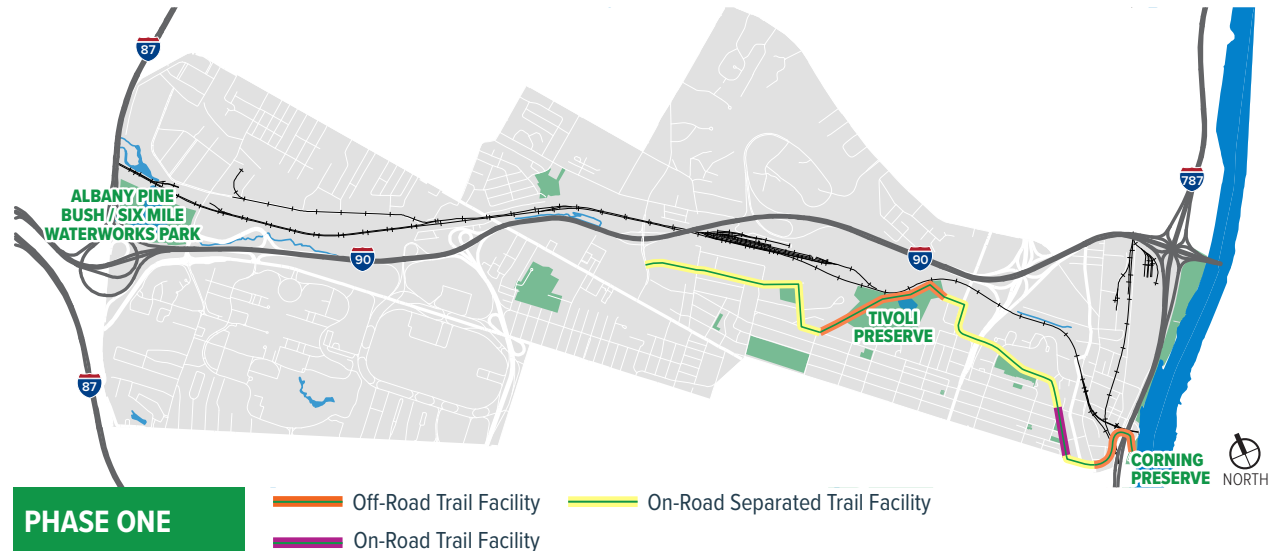 87
787
ALBANY PINE
BUSH / SIX MILE
WATERWORKS PARK
90
90
TIVOLI
PRESERVE
87
CORNING
PRESERVE
NORTH
PHASE ONE
Off-Road Trail Facility
On-Road Separated Trail Facility
On-Road Trail Facility